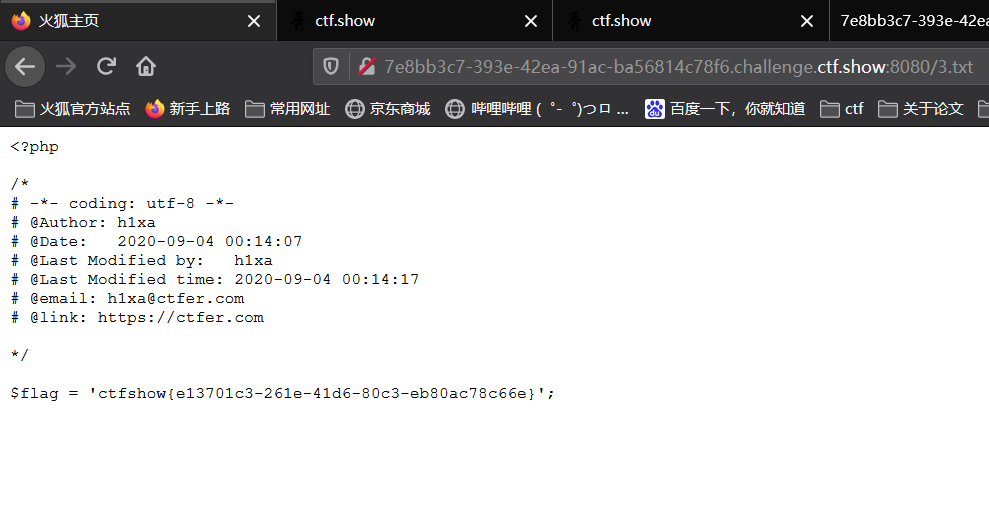 火狐主页
ctf.show
ctf.show
7e8bb3c7-393e-42ea
7e8bb3c7-393e-42ea-91ac-ba56814c78f6.challenge.ctf.show:8080/3.txt
火狐官方站点 新手上路 常用网址 京东商城 哔哩哔哩 ( ゜- ゜)つロ ... 百度一下，你就知道 ctf 关于论文
<?php
/*
# -*- coding: utf-8 -*-
# @Author: h1xa
# @Date:   2020-09-04 00:14:07
# @Last Modified by:   h1xa
# @Last Modified time: 2020-09-04 00:14:17
# @email: h1xa@ctfer.com
# @link: https://ctfer.com
*/
$flag = 'ctfshow{e13701c3-261e-41d6-80c3-eb80ac78c66e}';